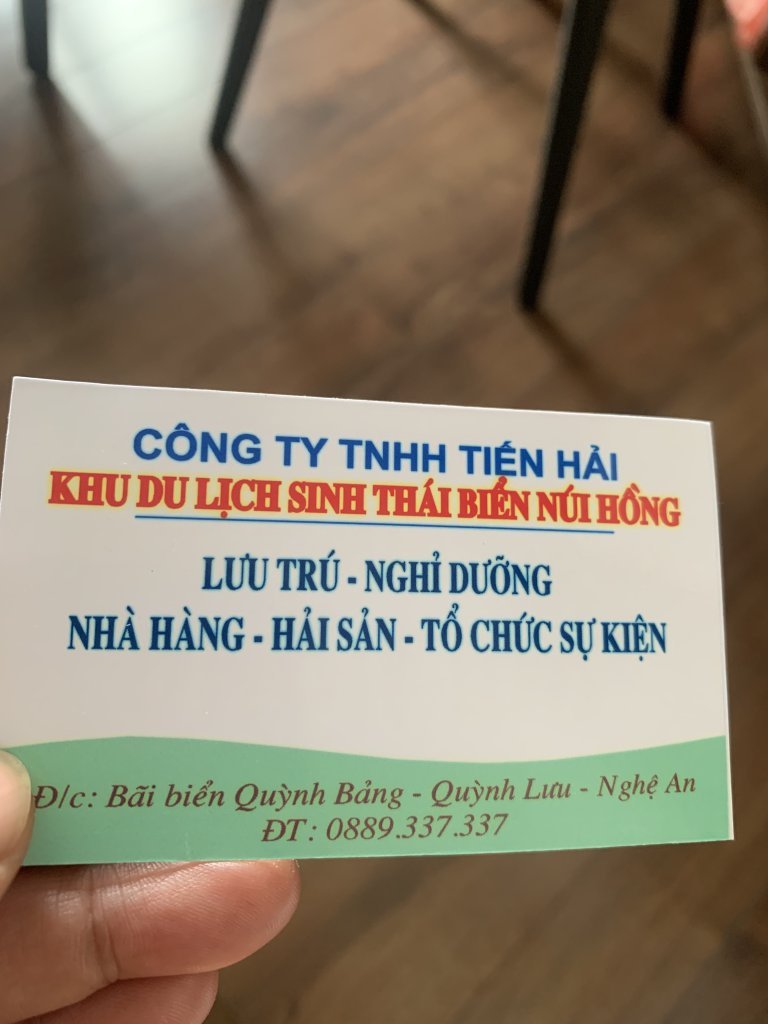 CÔNG TY TNHH TIẾN HẢI
KHU DU LỊCH SINH THÁI BIỂN NÚI HỒNG
LƯU TRÚ - NGHỈ DƯỠNG
NHÀ HÀNG - HẢI SẢN - TỔ CHỨC SỰ KIỆN
Đ/c: Bãi biển Quỳnh Bảng - Quỳnh Lưu - Nghệ An
ĐT: 0889.337.337